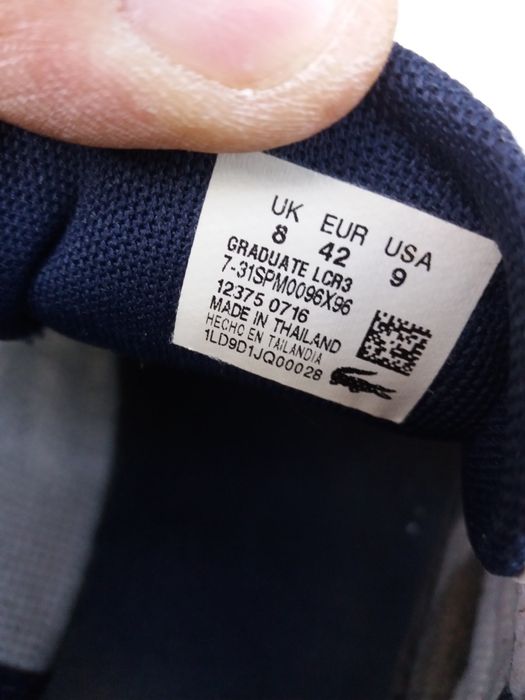 UK EUR USA
8 42 9
GRADUATE LCR3
7-31SPM0096X96
12375 0716
MADE IN THAILAND
HECHO EN TAILANDIA
1LD9D1JQ00028